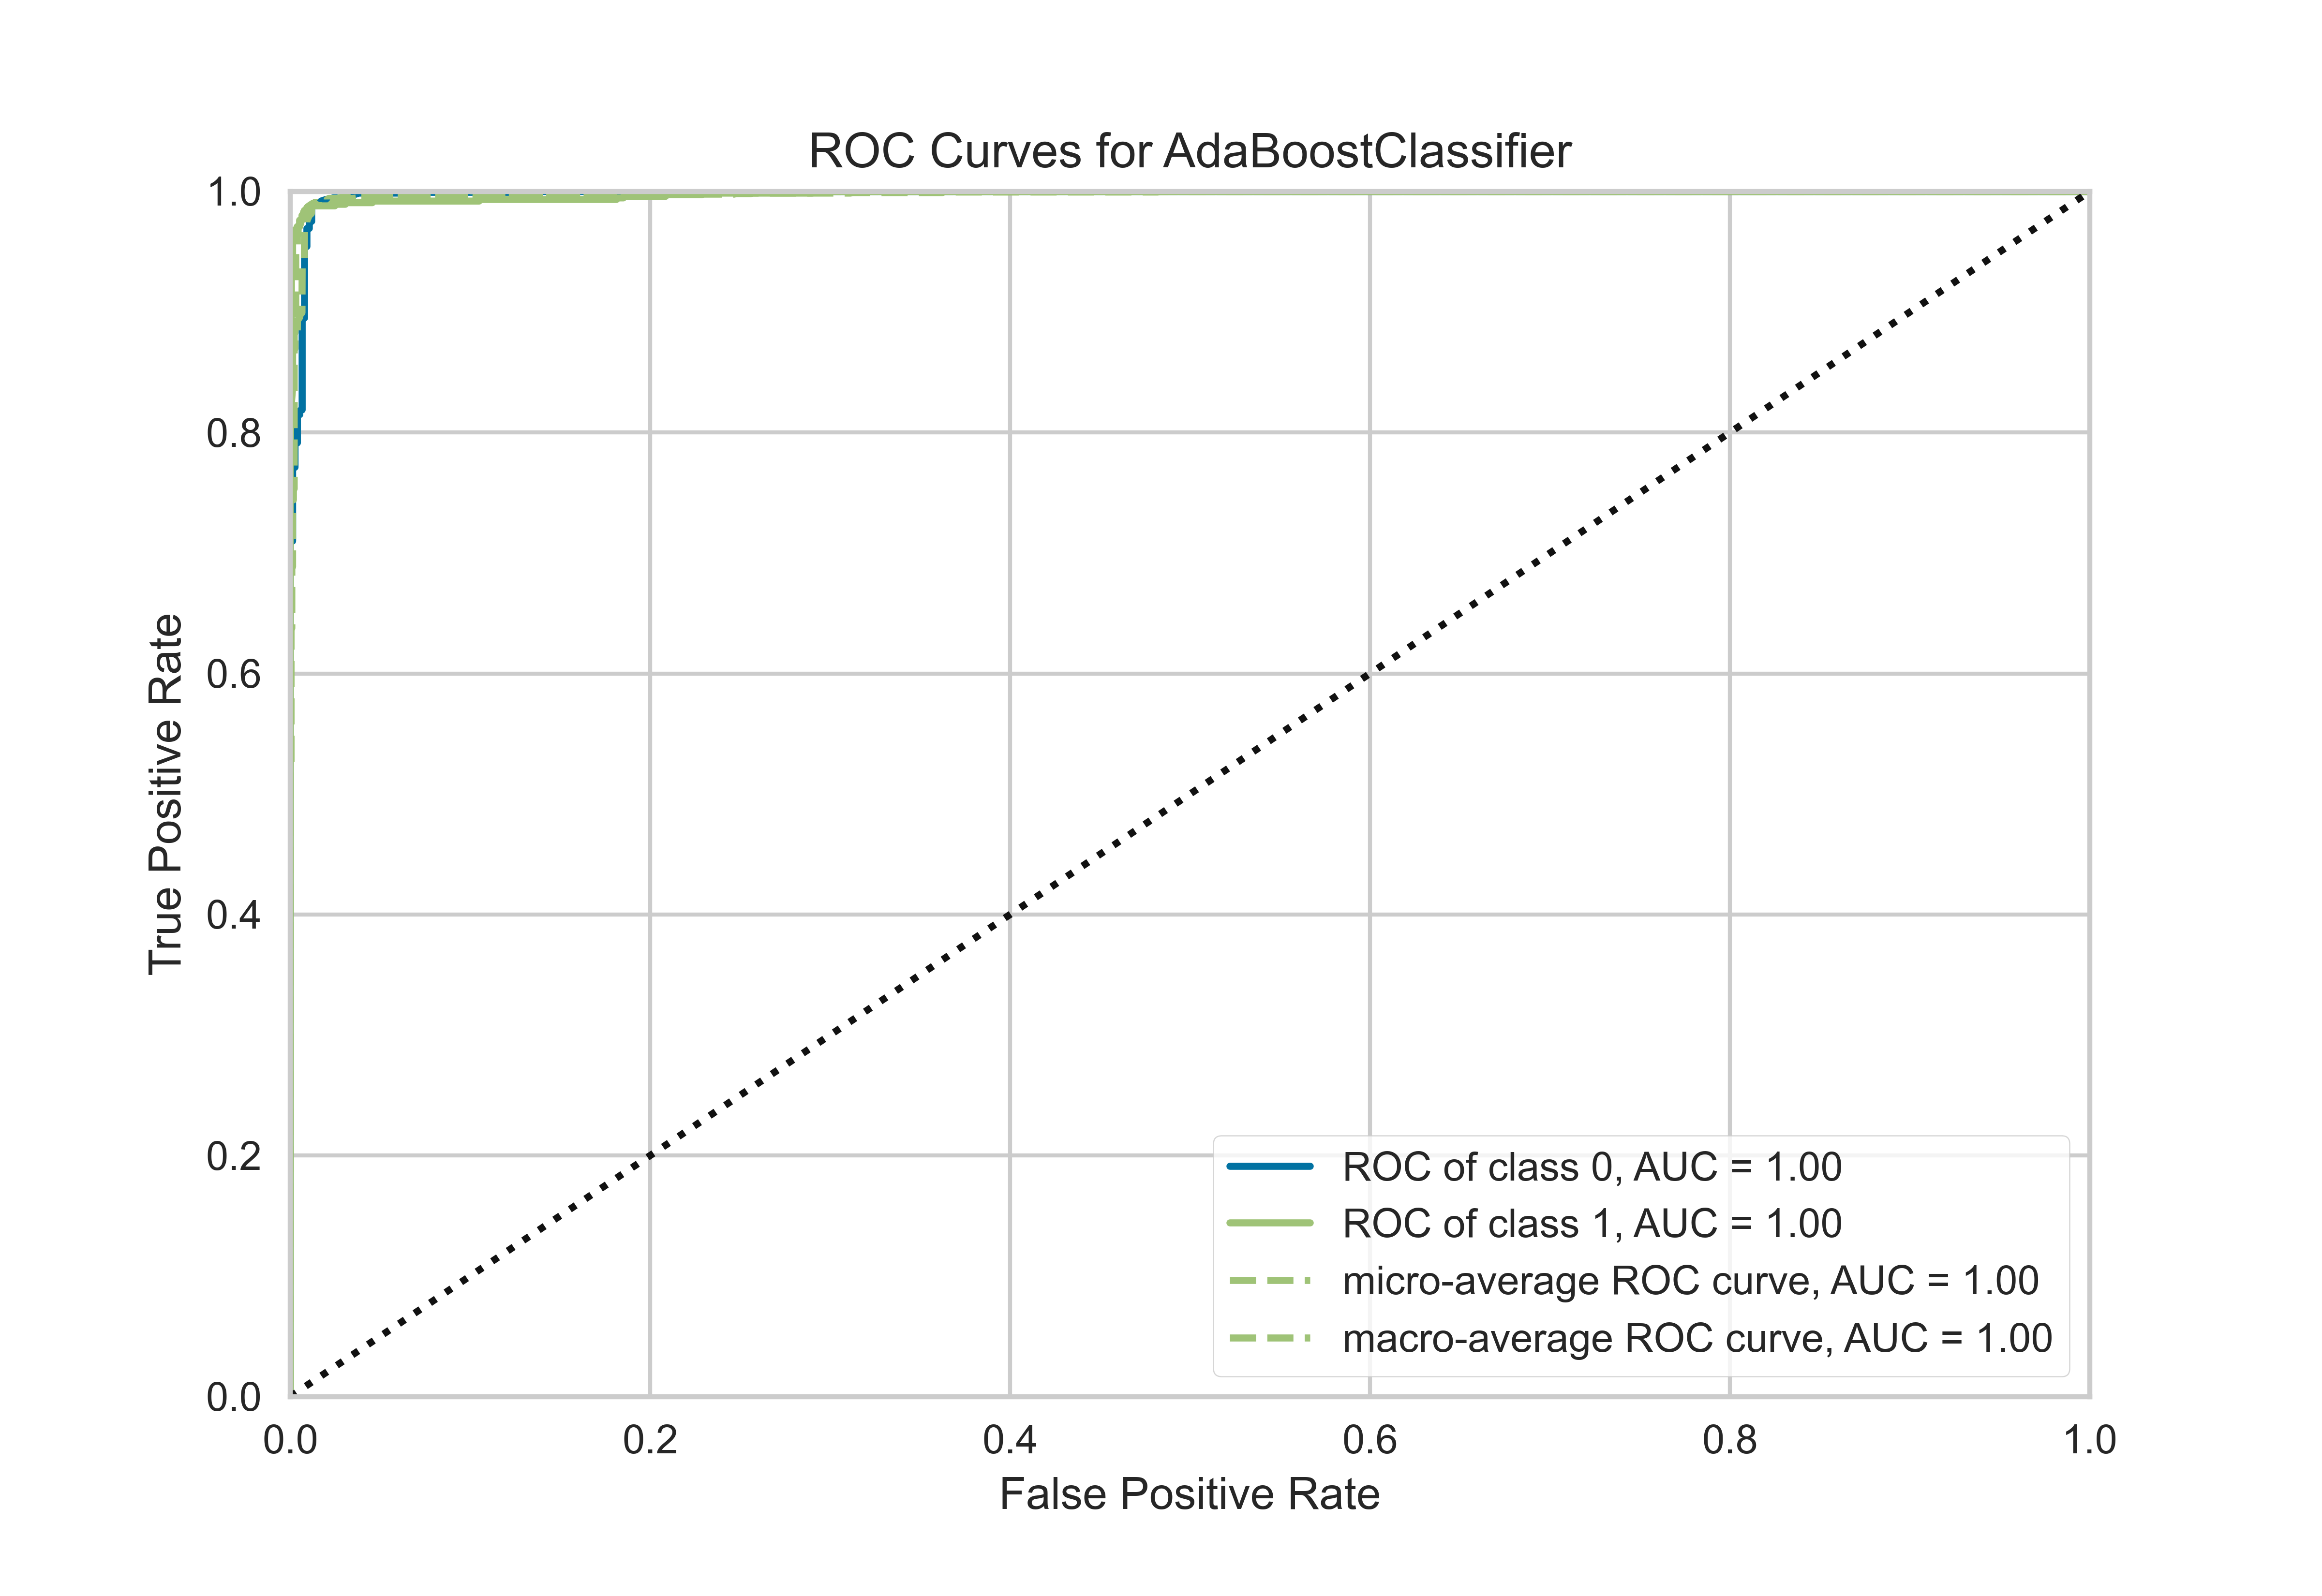 ROC Curves for AdaBoostClassifier
1.0
0.8
0.6
0.4
0.2
0.0
True Positive Rate
ROC of class 0, AUC = 1.00
ROC of class 1, AUC = 1.00
micro-average ROC curve, AUC = 1.00
macro-average ROC curve, AUC = 1.00
0.0 0.2 0.4 0.6 0.8 1.0
False Positive Rate